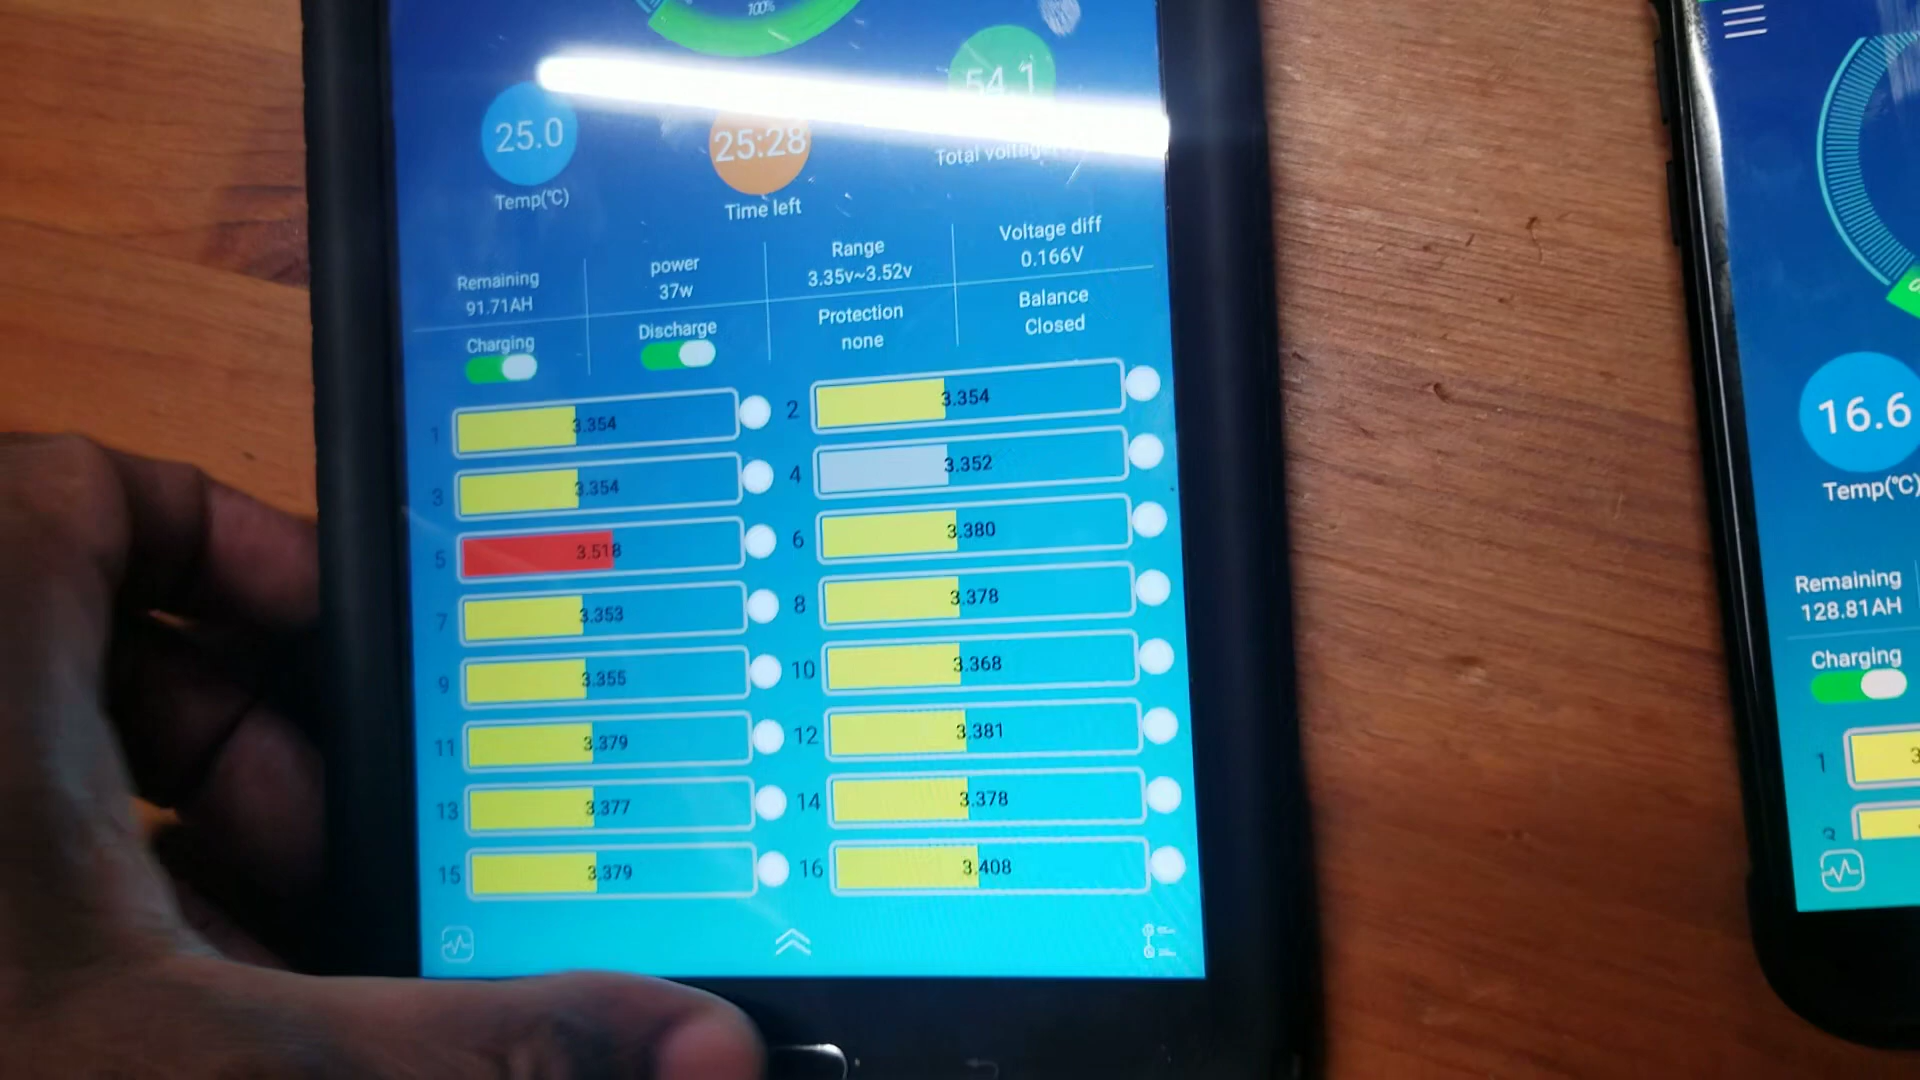 100%
54.1
25.0
25:28
Total voltage
Temp(℃)
Time left
Remaining
91.71AH
power
37w
Range
3.35v~3.52v
Voltage diff
0.166V
Charging
Discharge
Protection
none
Balance
Closed
1 3.354
2 3.354
3 3.354
4 3.352
5 3.518
6 3.380
7 3.353
8 3.378
9 3.355
10 3.368
11 3.379
12 3.381
13 3.377
14 3.378
15 3.379
16 3.408
16.6
Temp(℃)
Remaining
128.81AH
Charging
1
3